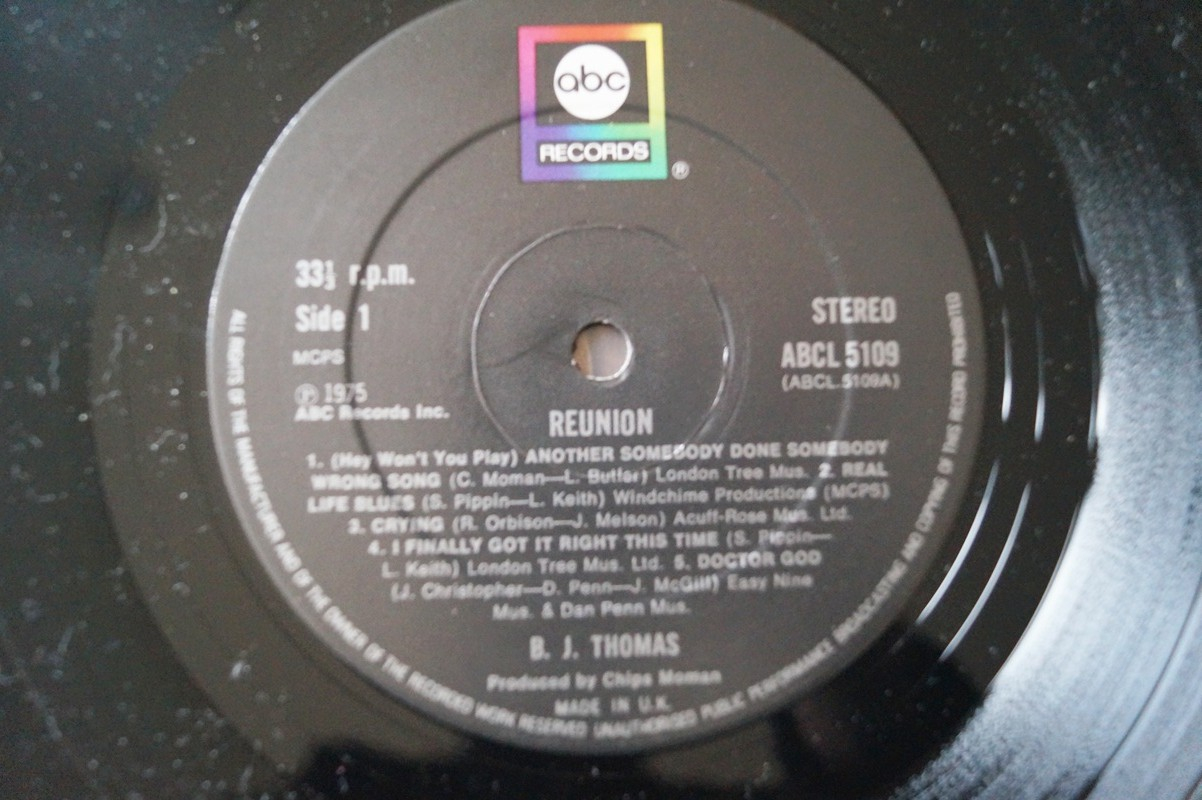 abc
RECORDS
®
33⅓ r.p.m.
Side 1
MCPS
℗ 1975
ABC Records Inc.
STEREO
ABCL 5109
(ABCL.5109A)
REUNION
1. (Hey Won't You Play) ANOTHER SOMEBODY DONE SOMEBODY
WRONG SONG (C. Moman—L. Butler) London Tree Mus. 2. REAL
LIFE BLUES (S. Pippin—L. Keith) Windchime Productions (MCPS)
3. CRYING (R. Orbison—J. Melson) Acuff-Rose Mus. Ltd.
4. I FINALLY GOT IT RIGHT THIS TIME (S. Pippin—
L. Keith) London Tree Mus. Ltd. 5. DOCTOR GOD
(J. Christopher—D. Penn—J. McGill) Easy Nine
Mus. & Dan Penn Mus.
B. J. THOMAS
Produced by Chips Moman
MADE IN U.K.
ALL RIGHTS OF THE MANUFACTURER AND OF THE OWNER OF THE RECORDED WORK RESERVED UNAUTHORISED PUBLIC PERFORMANCE BROADCASTING AND COPYING OF THIS RECORD PROHIBITED